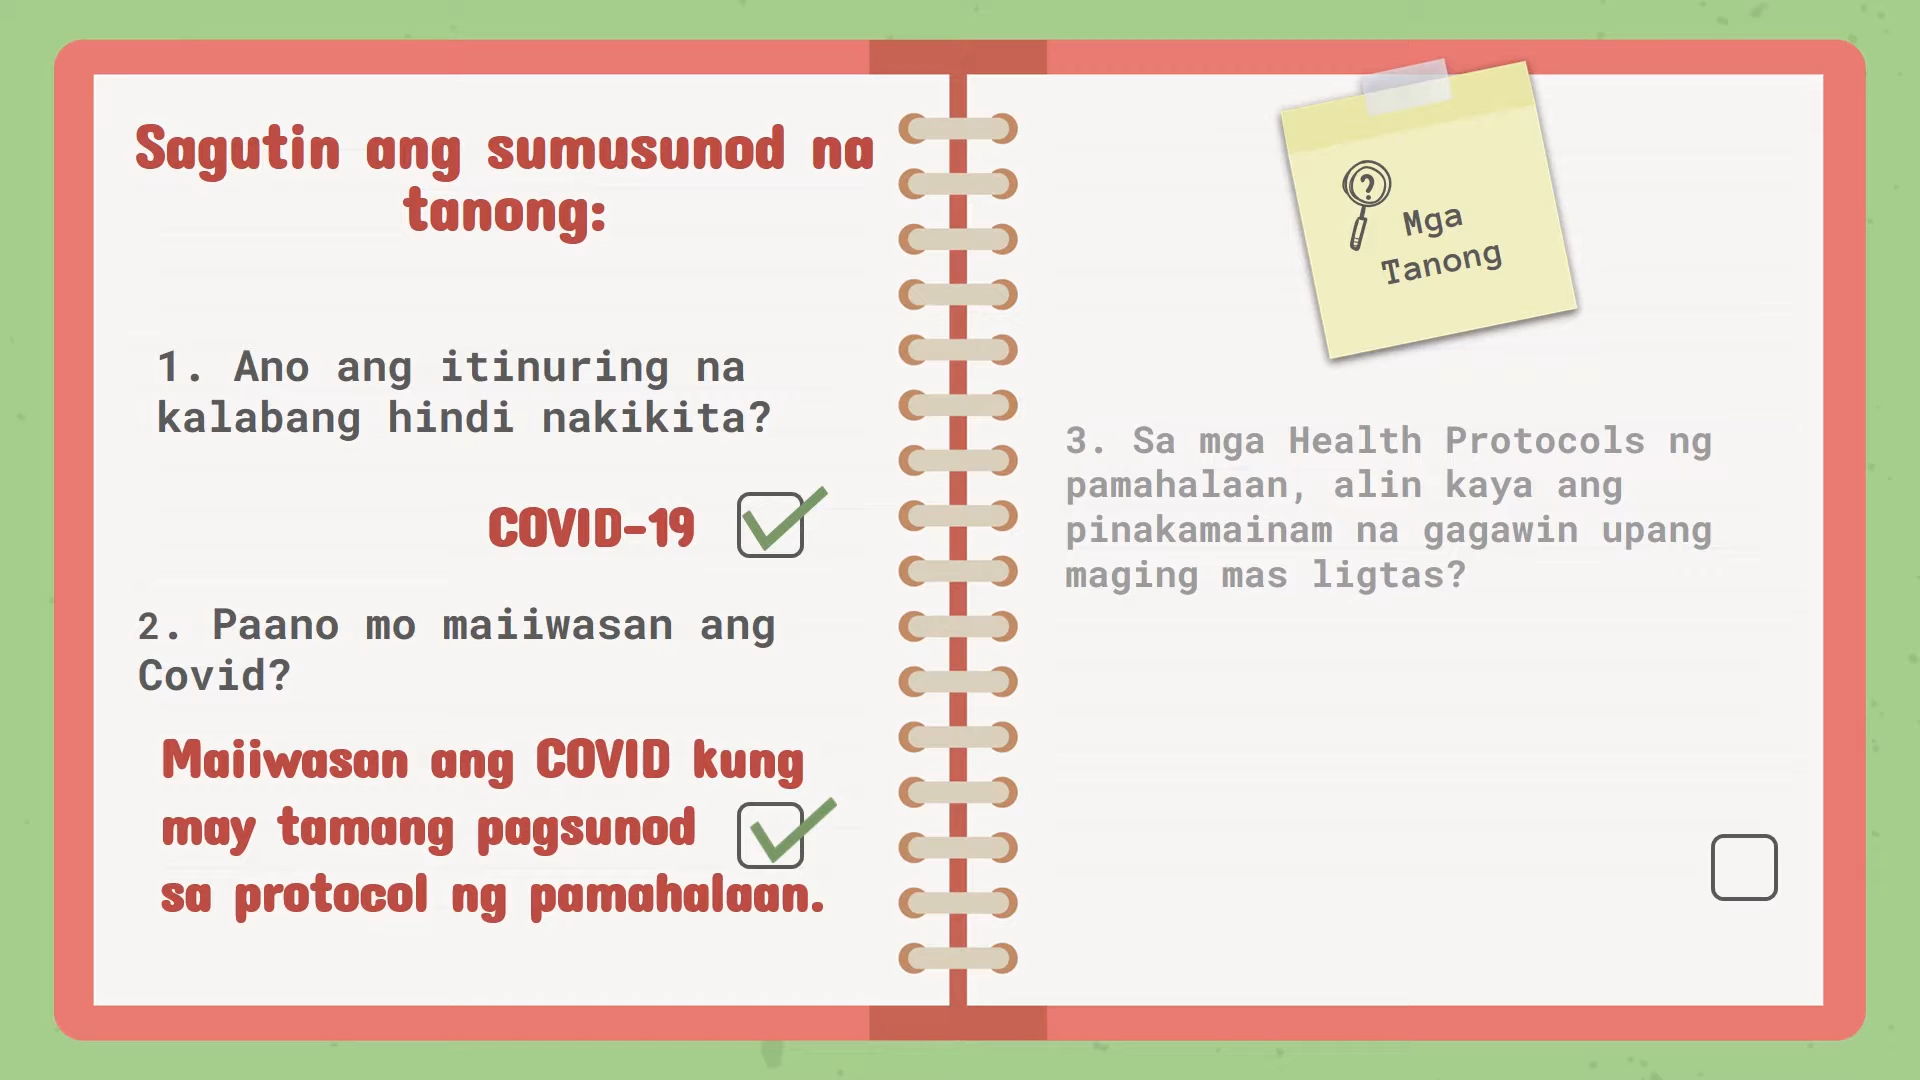 Sagutin ang sumusunod na
tanong:
1. Ano ang itinuring na
kalabang hindi nakikita?
COVID-19
2. Paano mo maiiwasan ang
Covid?
Maiiwasan ang COVID kung
may tamang pagsunod
sa protocol ng pamahalaan.
?
Mga
Tanong
3. Sa mga Health Protocols ng
pamahalaan, alin kaya ang
pinakamainam na gagawin upang
maging mas ligtas?